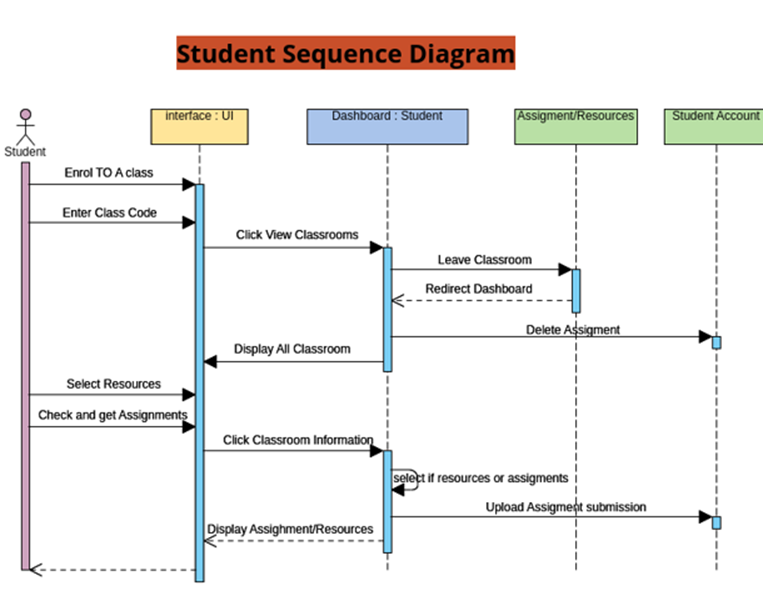 Student Sequence Diagram
interface : UI
Dashboard : Student
Assigment/Resources
Student Account
Student
Enrol TO A class
Enter Class Code
Click View Classrooms
Leave Classroom
Redirect Dashboard
Delete Assigment
Display All Classroom
Select Resources
Check and get Assignments
Click Classroom Information
select if resources or assigments
Upload Assigment submission
Display Assighment/Resources